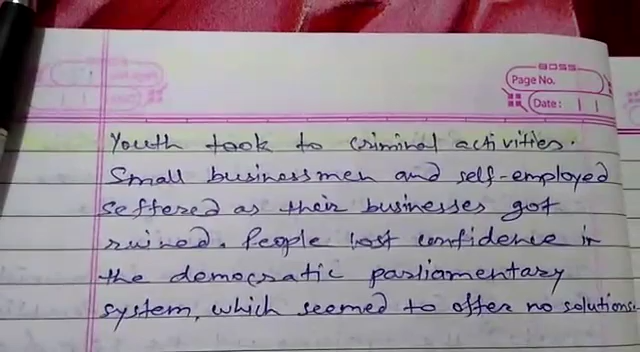 BOSS
Page No.
Date:
Youth took to criminal activities.
Small businessmen and self-employed
seffered as their businesses got
ruined. People lost confidence in
the democratic parliamentary
system, which seemed to offer no solutions.